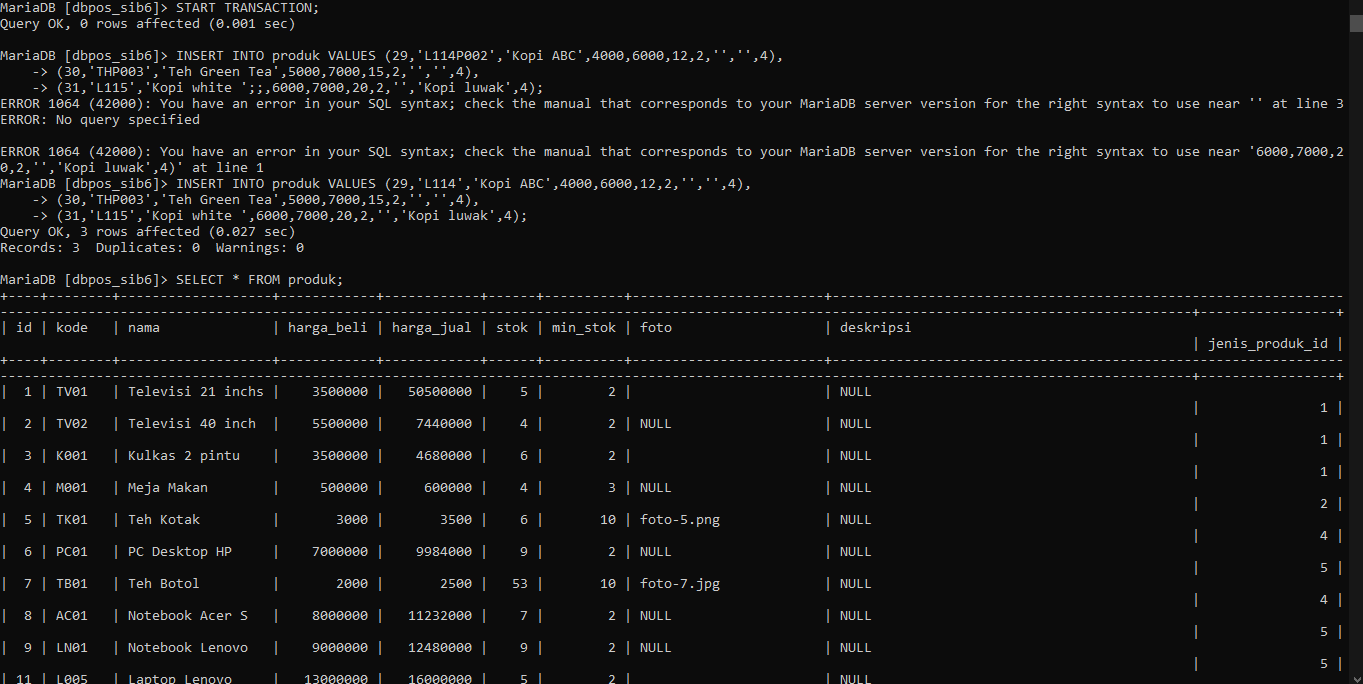 MariaDB [dbpos_sib6]> START TRANSACTION;
Query OK, 0 rows affected (0.001 sec)

MariaDB [dbpos_sib6]> INSERT INTO produk VALUES (29,'L114P002','Kopi ABC',4000,6000,12,2,'','',4),
    -> (30,'THP003','Teh Green Tea',5000,7000,15,2,'','',4),
    -> (31,'L115','Kopi white ';;,6000,7000,20,2,'','Kopi luwak',4);
ERROR 1064 (42000): You have an error in your SQL syntax; check the manual that corresponds to your MariaDB server version for the right syntax to use near '' at line 3
ERROR: No query specified

ERROR 1064 (42000): You have an error in your SQL syntax; check the manual that corresponds to your MariaDB server version for the right syntax to use near '6000,7000,2
0,2,'','Kopi luwak',4)' at line 1
MariaDB [dbpos_sib6]> INSERT INTO produk VALUES (29,'L114','Kopi ABC',4000,6000,12,2,'','',4),
    -> (30,'THP003','Teh Green Tea',5000,7000,15,2,'','',4),
    -> (31,'L115','Kopi white ',6000,7000,20,2,'','Kopi luwak',4);
Query OK, 3 rows affected (0.027 sec)
Records: 3  Duplicates: 0  Warnings: 0

MariaDB [dbpos_sib6]> SELECT * FROM produk;
| id | kode   | nama              | harga_beli | harga_jual | stok | min_stok | foto                   | deskripsi
| jenis_produk_id |
|  1 | TV01   | Televisi 21 inchs |    3500000 |   50500000 |    5 |        2 |                        | NULL
|               1 |
|  2 | TV02   | Televisi 40 inch  |    5500000 |    7440000 |    4 |        2 | NULL                   | NULL
|               1 |
|  3 | K001   | Kulkas 2 pintu    |    3500000 |    4680000 |    6 |        2 |                        | NULL
|               1 |
|  4 | M001   | Meja Makan        |     500000 |     600000 |    4 |        3 | NULL                   | NULL
|               2 |
|  5 | TK01   | Teh Kotak         |       3000 |       3500 |    6 |       10 | foto-5.png             | NULL
|               4 |
|  6 | PC01   | PC Desktop HP     |    7000000 |    9984000 |    9 |        2 | NULL                   | NULL
|               5 |
|  7 | TB01   | Teh Botol         |       2000 |       2500 |   53 |       10 | foto-7.jpg             | NULL
|               4 |
|  8 | AC01   | Notebook Acer S   |    8000000 |   11232000 |    7 |        2 | NULL                   | NULL
|               5 |
|  9 | LN01   | Notebook Lenovo   |    9000000 |   12480000 |    9 |        2 | NULL                   | NULL
|               5 |
| 11 | L005   | Laptop Lenovo     |   13000000 |   16000000 |    5 |        2 |                        | NULL